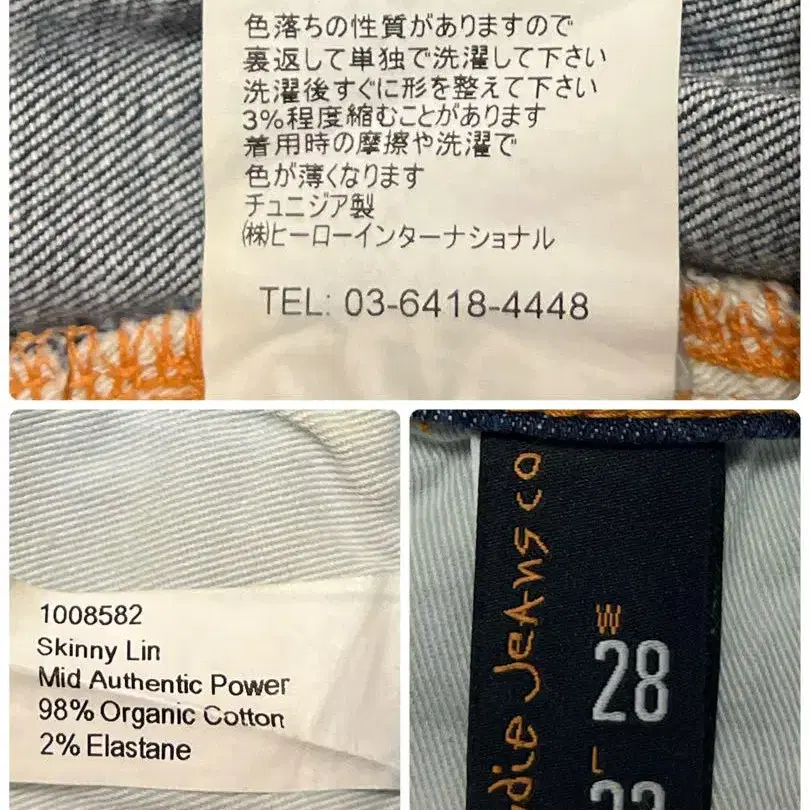 色落ちの性質がありますので
裏返して単独で洗濯して下さい
洗濯後すぐに形を整えて下さい
3%程度縮むことがあります
着用時の摩擦や洗濯で
色が薄くなります
チュニジア製
㈱ヒーローインターナショナル
TEL: 03-6418-4448
1008582
Skinny Lin
Mid Authentic Power
98% Organic Cotton
2% Elastane
die Jeans co
W
28
L